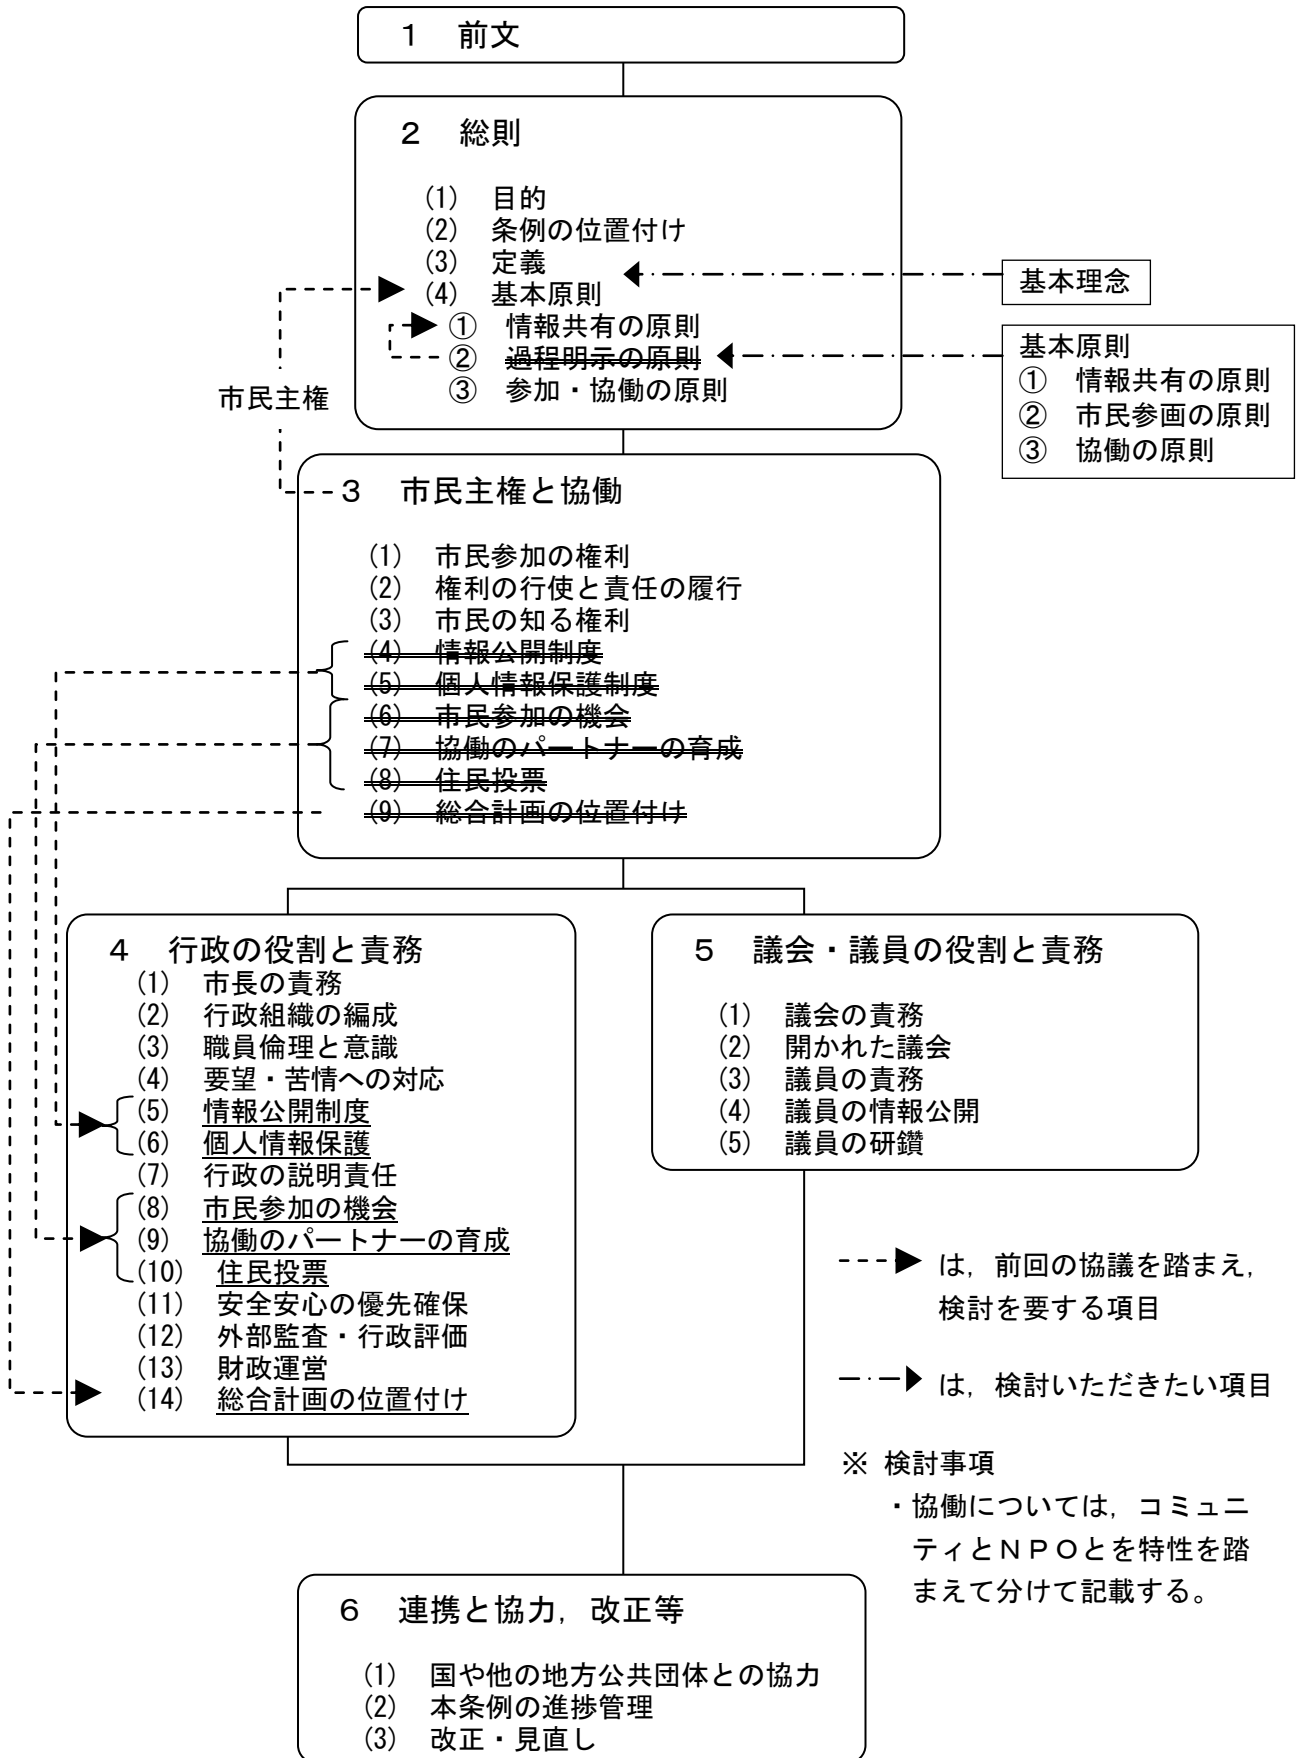 １　前文
２　総則
(1)　目的
(2)　条例の位置付け
(3)　定義
(4)　基本原則
①　情報共有の原則
②　過程明示の原則
③　参加・協働の原則
基本理念
基本原則
①　情報共有の原則
②　市民参画の原則
③　協働の原則
市民主権
３　市民主権と協働
(1)　市民参加の権利
(2)　権利の行使と責任の履行
(3)　市民の知る権利
(4)　情報公開制度
(5)　個人情報保護制度
(6)　市民参加の機会
(7)　協働のパートナーの育成
(8)　住民投票
(9)　総合計画の位置付け
４　行政の役割と責務
(1)　市長の責務
(2)　行政組織の編成
(3)　職員倫理と意識
(4)　要望・苦情への対応
(5)　情報公開制度
(6)　個人情報保護
(7)　行政の説明責任
(8)　市民参加の機会
(9)　協働のパートナーの育成
(10)　住民投票
(11)　安全安心の優先確保
(12)　外部監査・行政評価
(13)　財政運営
(14)　総合計画の位置付け
５　議会・議員の役割と責務
(1)　議会の責務
(2)　開かれた議会
(3)　議員の責務
(4)　議員の情報公開
(5)　議員の研鑽
は，前回の協議を踏まえ，
検討を要する項目
は，検討いただきたい項目
※ 検討事項
・協働については，コミュニ
ティとＮＰＯとを特性を踏
まえて分けて記載する。
６　連携と協力，改正等
(1)　国や他の地方公共団体との協力
(2)　本条例の進捗管理
(3)　改正・見直し